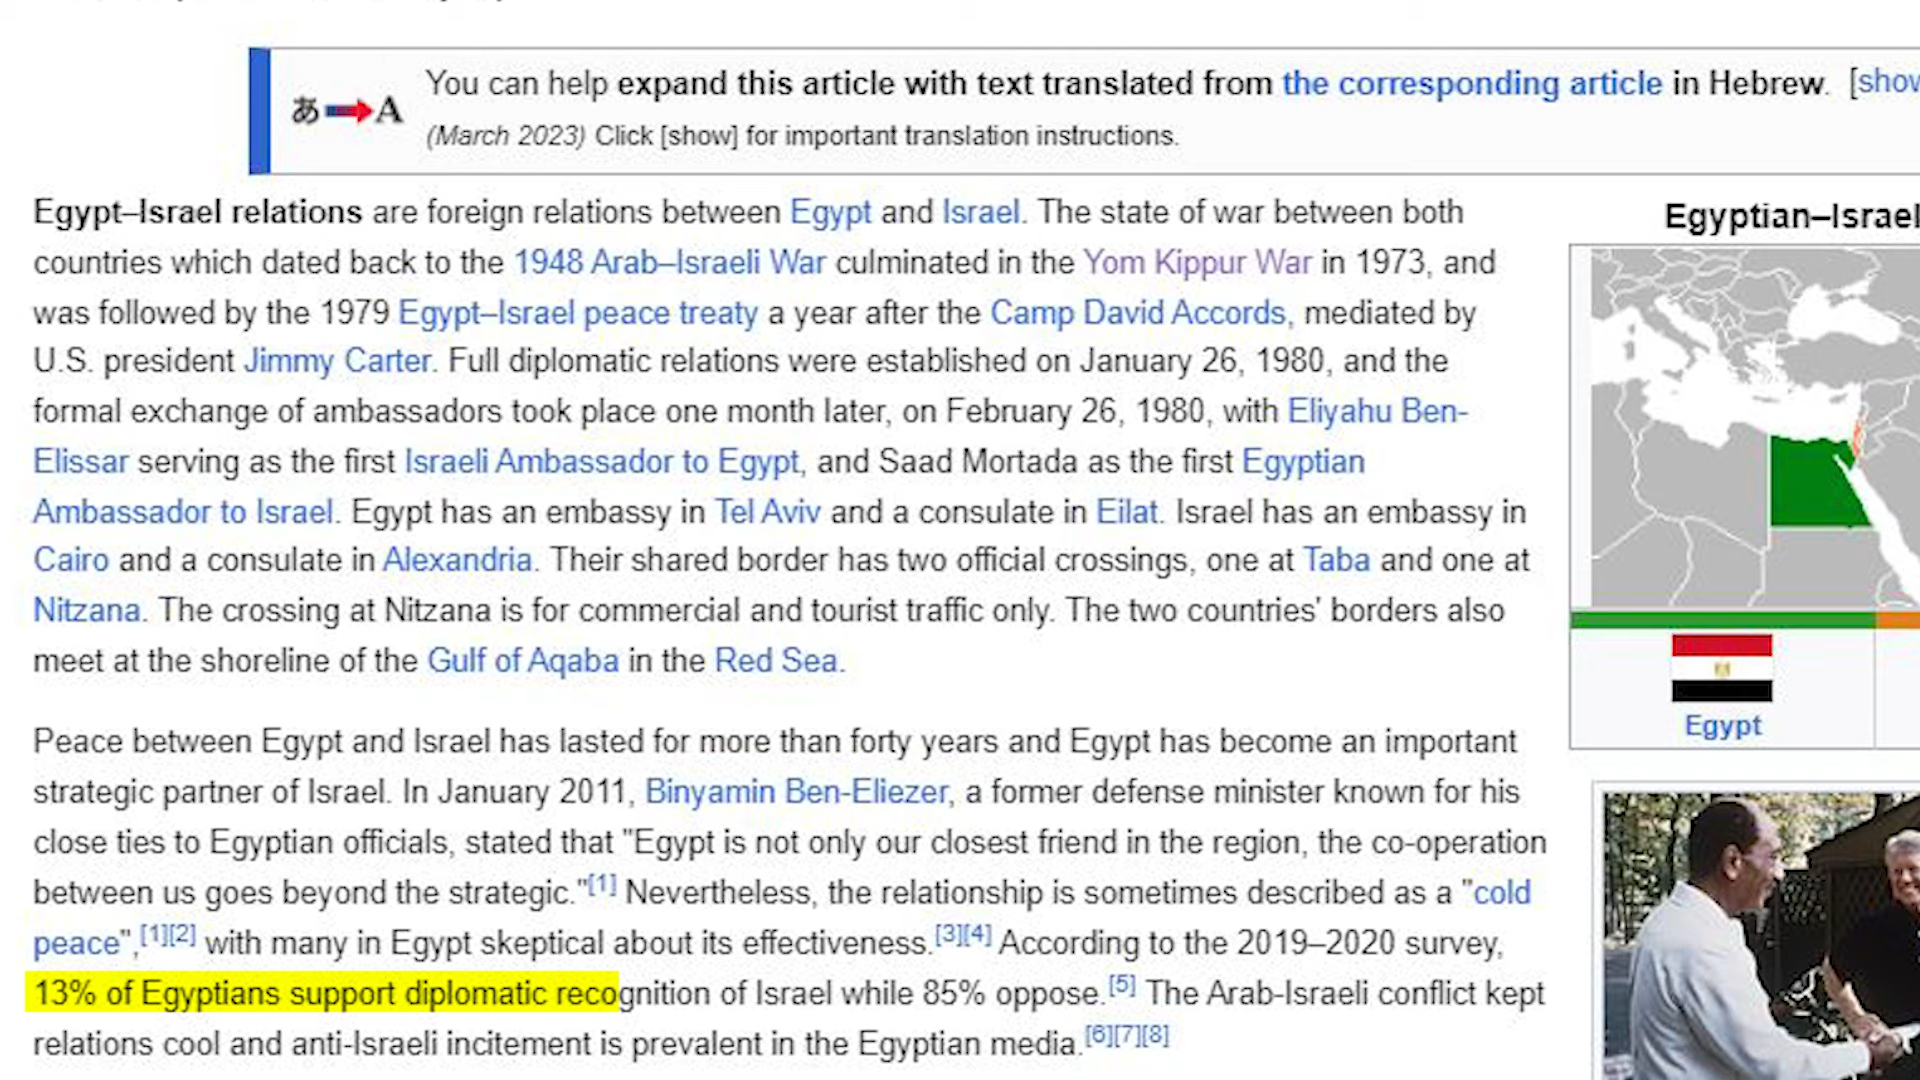 You can help expand this article with text translated from the corresponding article in Hebrew. [show
(March 2023) Click [show] for important translation instructions.
あ A
Egypt–Israel relations are foreign relations between Egypt and Israel. The state of war between both
countries which dated back to the 1948 Arab–Israeli War culminated in the Yom Kippur War in 1973, and
was followed by the 1979 Egypt–Israel peace treaty a year after the Camp David Accords, mediated by
U.S. president Jimmy Carter. Full diplomatic relations were established on January 26, 1980, and the
formal exchange of ambassadors took place one month later, on February 26, 1980, with Eliyahu Ben-
Elissar serving as the first Israeli Ambassador to Egypt, and Saad Mortada as the first Egyptian
Ambassador to Israel. Egypt has an embassy in Tel Aviv and a consulate in Eilat. Israel has an embassy in
Cairo and a consulate in Alexandria. Their shared border has two official crossings, one at Taba and one at
Nitzana. The crossing at Nitzana is for commercial and tourist traffic only. The two countries' borders also
meet at the shoreline of the Gulf of Aqaba in the Red Sea.
Peace between Egypt and Israel has lasted for more than forty years and Egypt has become an important
strategic partner of Israel. In January 2011, Binyamin Ben-Eliezer, a former defense minister known for his
close ties to Egyptian officials, stated that "Egypt is not only our closest friend in the region, the co-operation
between us goes beyond the strategic."[1] Nevertheless, the relationship is sometimes described as a "cold
peace",[1][2] with many in Egypt skeptical about its effectiveness.[3][4] According to the 2019–2020 survey,
13% of Egyptians support diplomatic recognition of Israel while 85% oppose.[5] The Arab-Israeli conflict kept
relations cool and anti-Israeli incitement is prevalent in the Egyptian media.[6][7][8]
Egyptian–Israel
Egypt